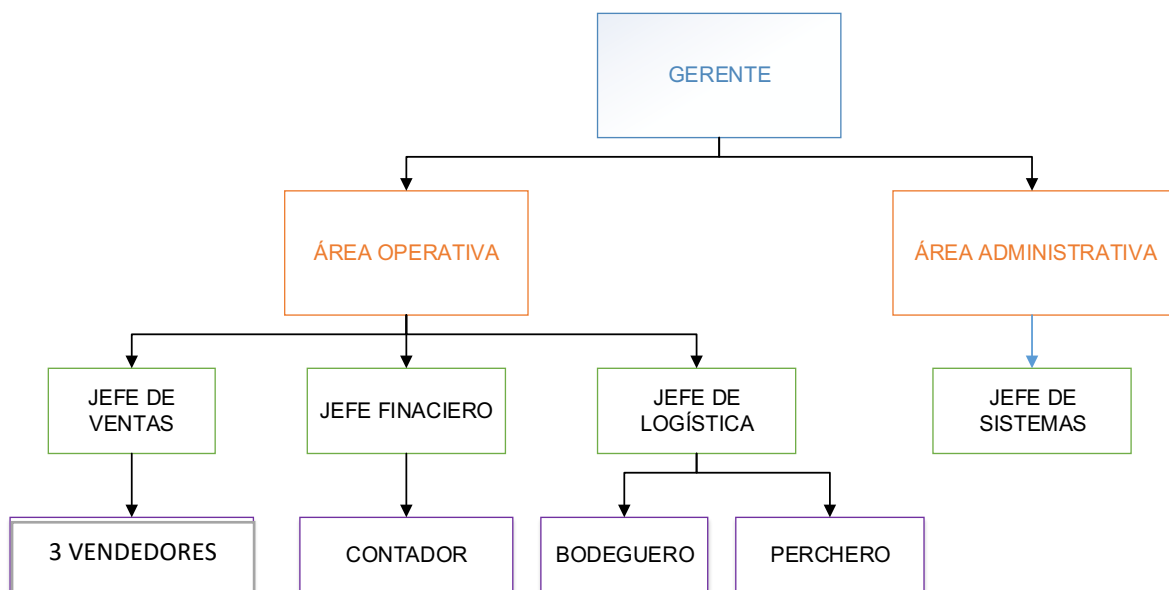 GERENTE
ÁREA OPERATIVA
ÁREA ADMINISTRATIVA
JEFE DE
VENTAS
JEFE FINACIERO
JEFE DE
LOGÍSTICA
JEFE DE
SISTEMAS
3 VENDEDORES
CONTADOR
BODEGUERO
PERCHERO